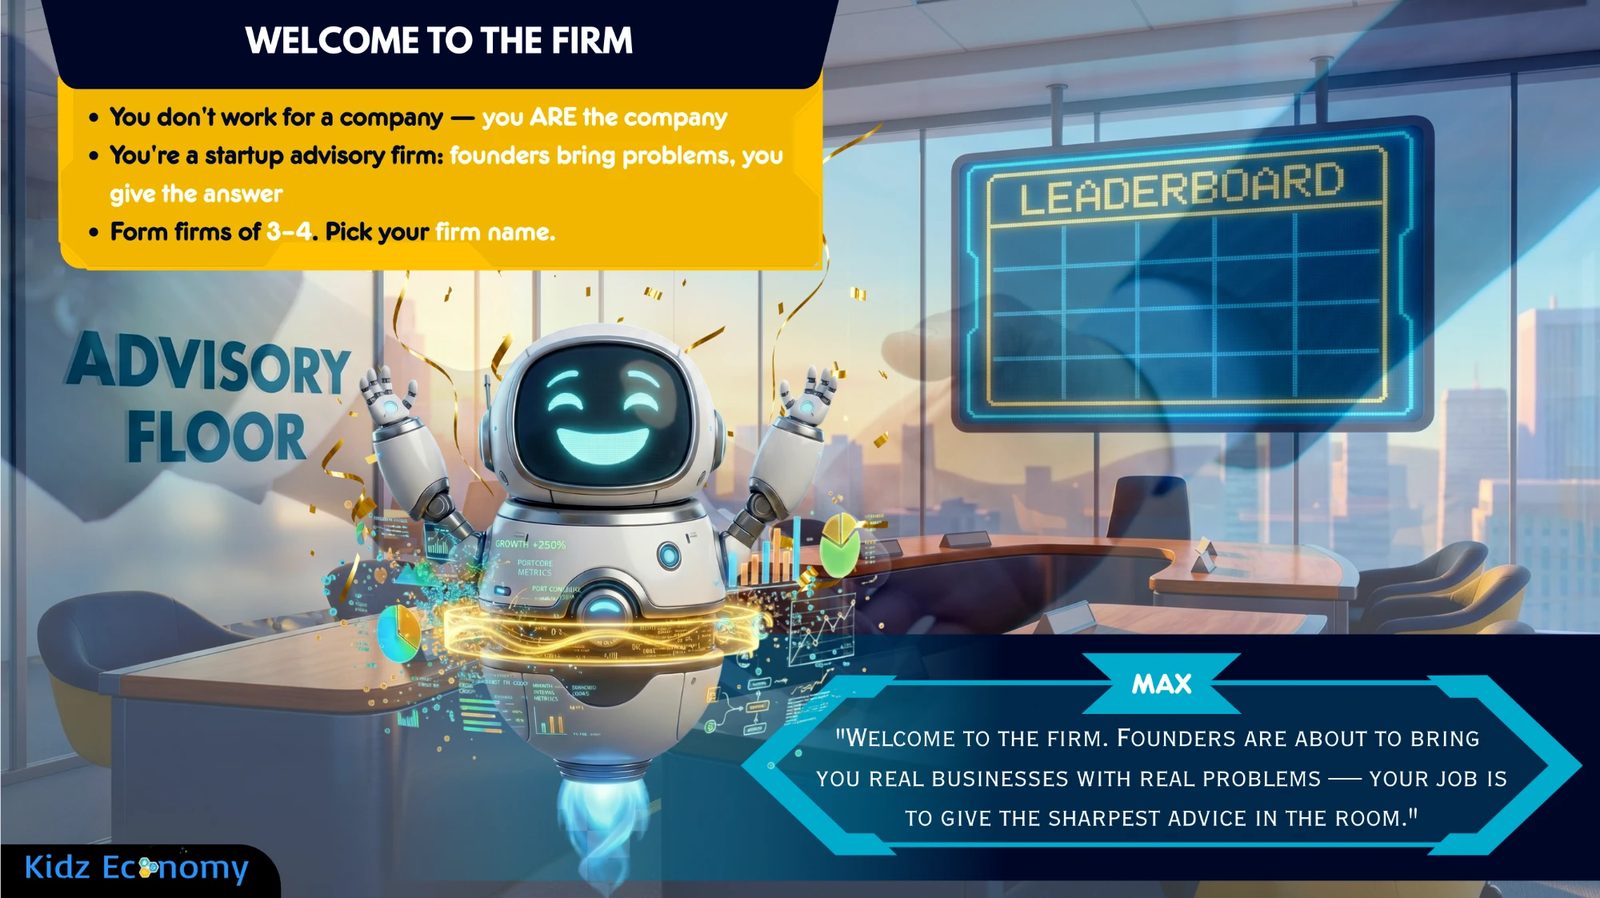 WELCOME TO THE FIRM
• You don't work for a company — you ARE the company
• You're a startup advisory firm: founders bring problems, you
give the answer
• Form firms of 3-4. Pick your firm name.
LEADERBOARD
ADVISORY
FLOOR
GROWTH +250%
METRICS
MAX
"WELCOME TO THE FIRM. FOUNDERS ARE ABOUT TO BRING
YOU REAL BUSINESSES WITH REAL PROBLEMS — YOUR JOB IS
TO GIVE THE SHARPEST ADVICE IN THE ROOM."
Kidz Economy